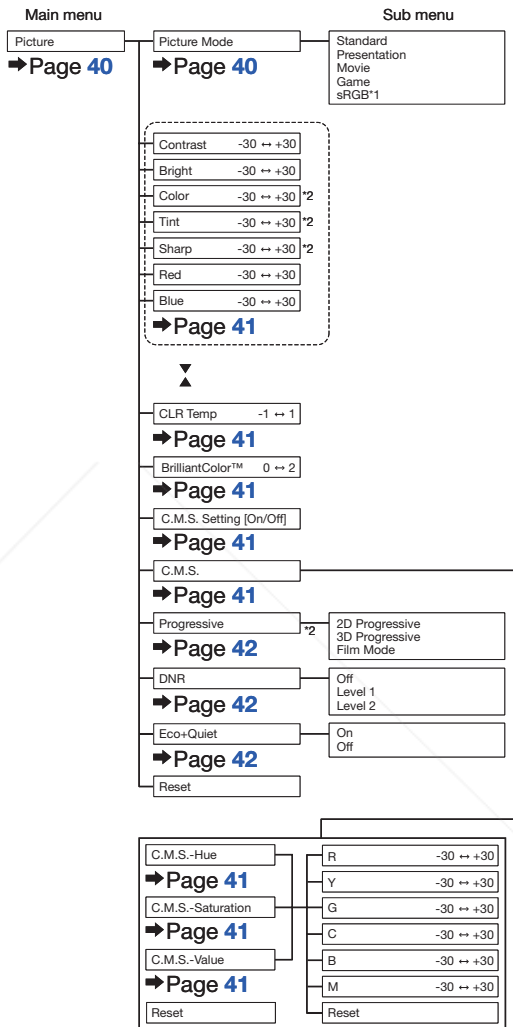 Main menu
Sub menu
Picture
➡Page 40
Picture Mode
➡Page 40
Standard
Presentation
Movie
Game
sRGB*1
Contrast -30 ↔ +30
Bright -30 ↔ +30
Color -30 ↔ +30 *2
Tint -30 ↔ +30 *2
Sharp -30 ↔ +30 *2
Red -30 ↔ +30
Blue -30 ↔ +30
➡Page 41
CLR Temp -1 ↔ 1
➡Page 41
BrilliantColor™ 0 ↔ 2
➡Page 41
C.M.S. Setting [On/Off]
➡Page 41
C.M.S.
➡Page 41
Progressive *2
➡Page 42
2D Progressive
3D Progressive
Film Mode
DNR
➡Page 42
Off
Level 1
Level 2
Eco+Quiet
➡Page 42
On
Off
Reset
C.M.S.-Hue
➡Page 41
C.M.S.-Saturation
➡Page 41
C.M.S.-Value
➡Page 41
Reset
R -30 ↔ +30
Y -30 ↔ +30
G -30 ↔ +30
C -30 ↔ +30
B -30 ↔ +30
M -30 ↔ +30
Reset